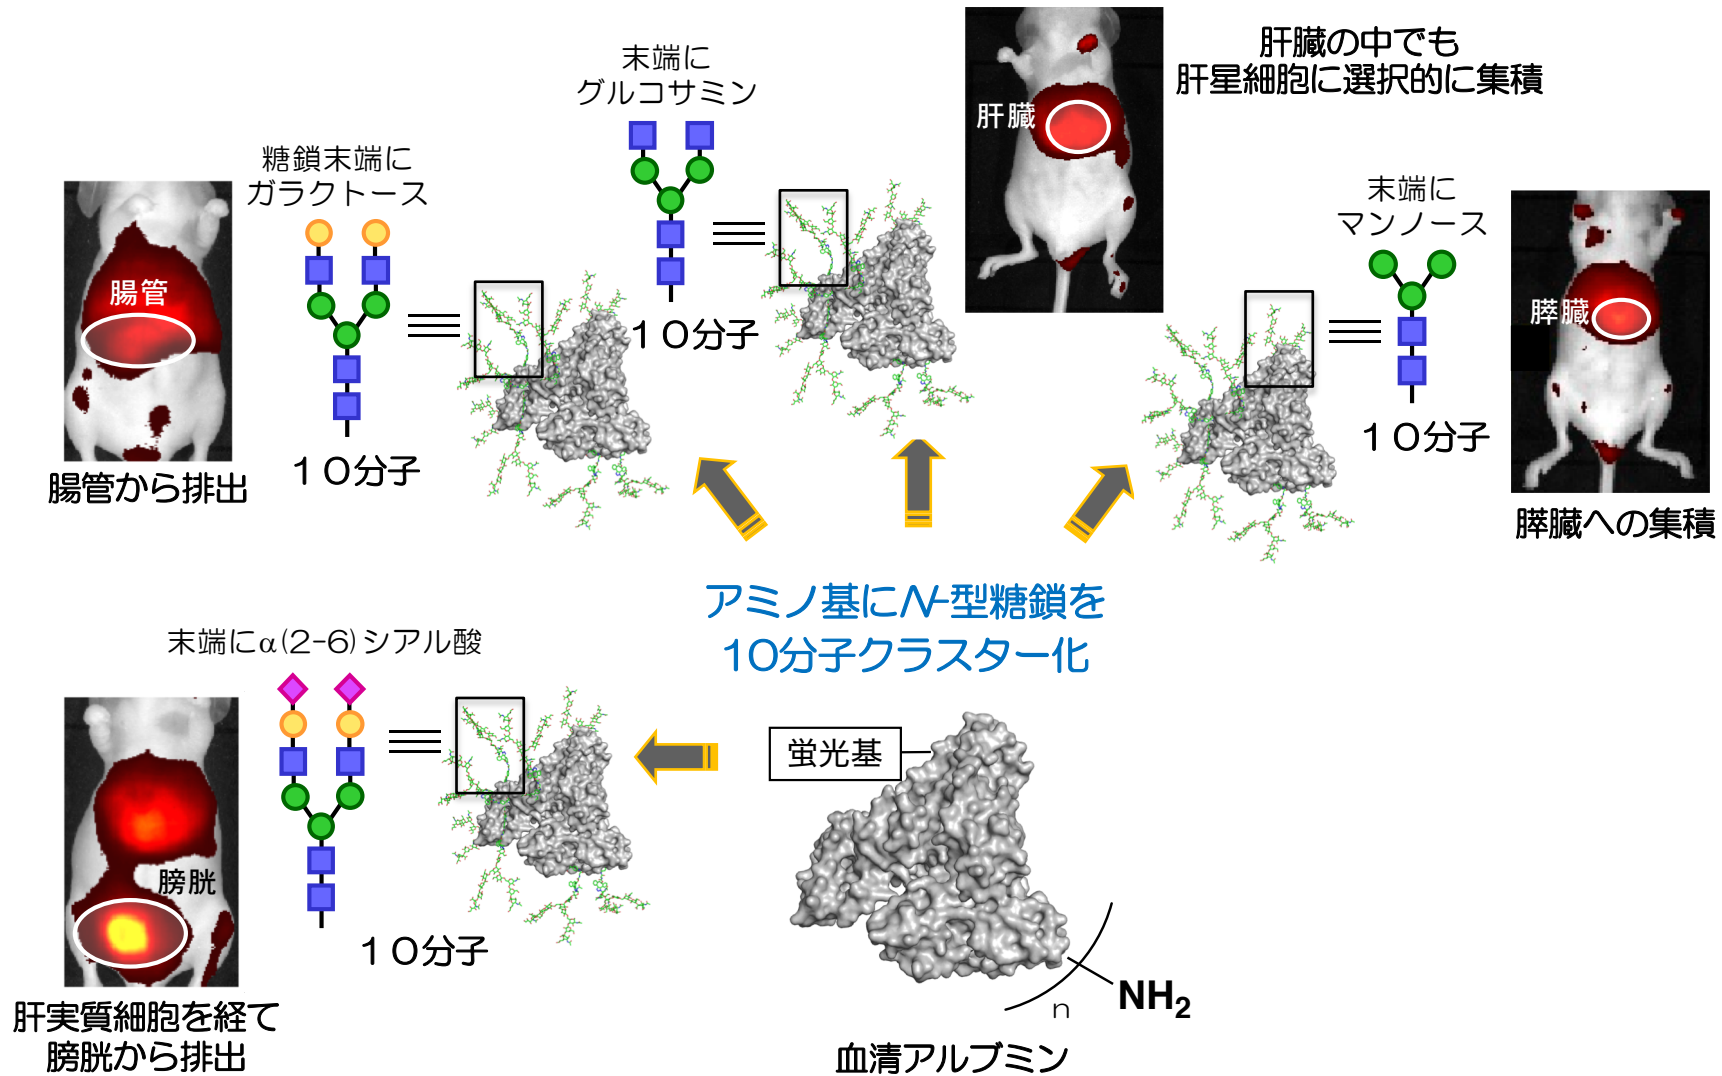 末端に
グルコサミン
肝臓の中でも
肝星細胞に選択的に集積
肝臓
糖鎖末端に
ガラクトース
末端に
マンノース
腸管
膵臓
10分子
10分子
10分子
腸管から排出
膵臓への集積
アミノ基にN-型糖鎖を
10分子クラスター化
末端にα(2-6)シアル酸
蛍光基
膀胱
10分子
NH2
n
肝実質細胞を経て
膀胱から排出
血清アルブミン